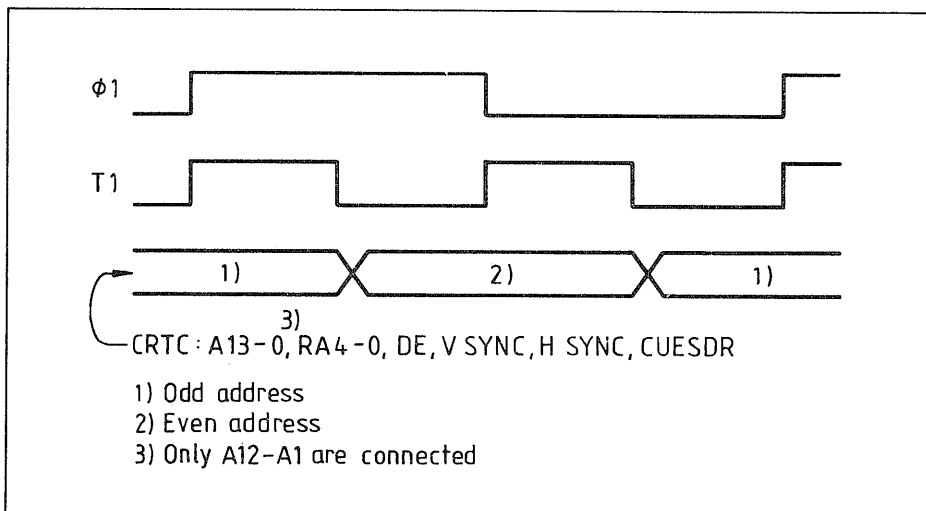 φ1
T1
1) 2) 1)
3)
CRTC: A13-0, RA4-0, DE, V SYNC, H SYNC, CUESDR
1) Odd address
2) Even address
3) Only A12-A1 are connected